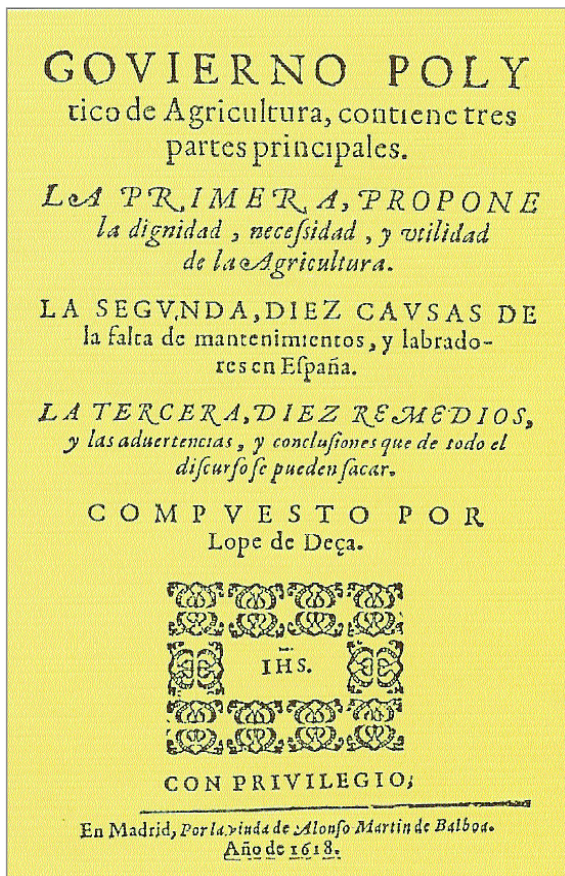 GOVIERNO POLY
tico de Agricultura, contiene tres
partes principales.
LA PRIMERA, PROPONE
la dignidad, neceſsidad, y vtilidad
de la Agricultura.
LA SEGVNDA, DIEZ CAVSAS DE
la falta de mantenimientos, y labrado-
res en Eſpaña.
LA TERCERA, DIEZ REMEDIOS,
y las aduertencias, y concluſiones que de todo el
diſcurſo ſe pueden ſacar.
COMPVESTO POR
Lope de Deça.
IHS.
CON PRIVILEGIO;
En Madrid, Por la viuda de Alonſo Martin de Balboa.
Año de 1618.